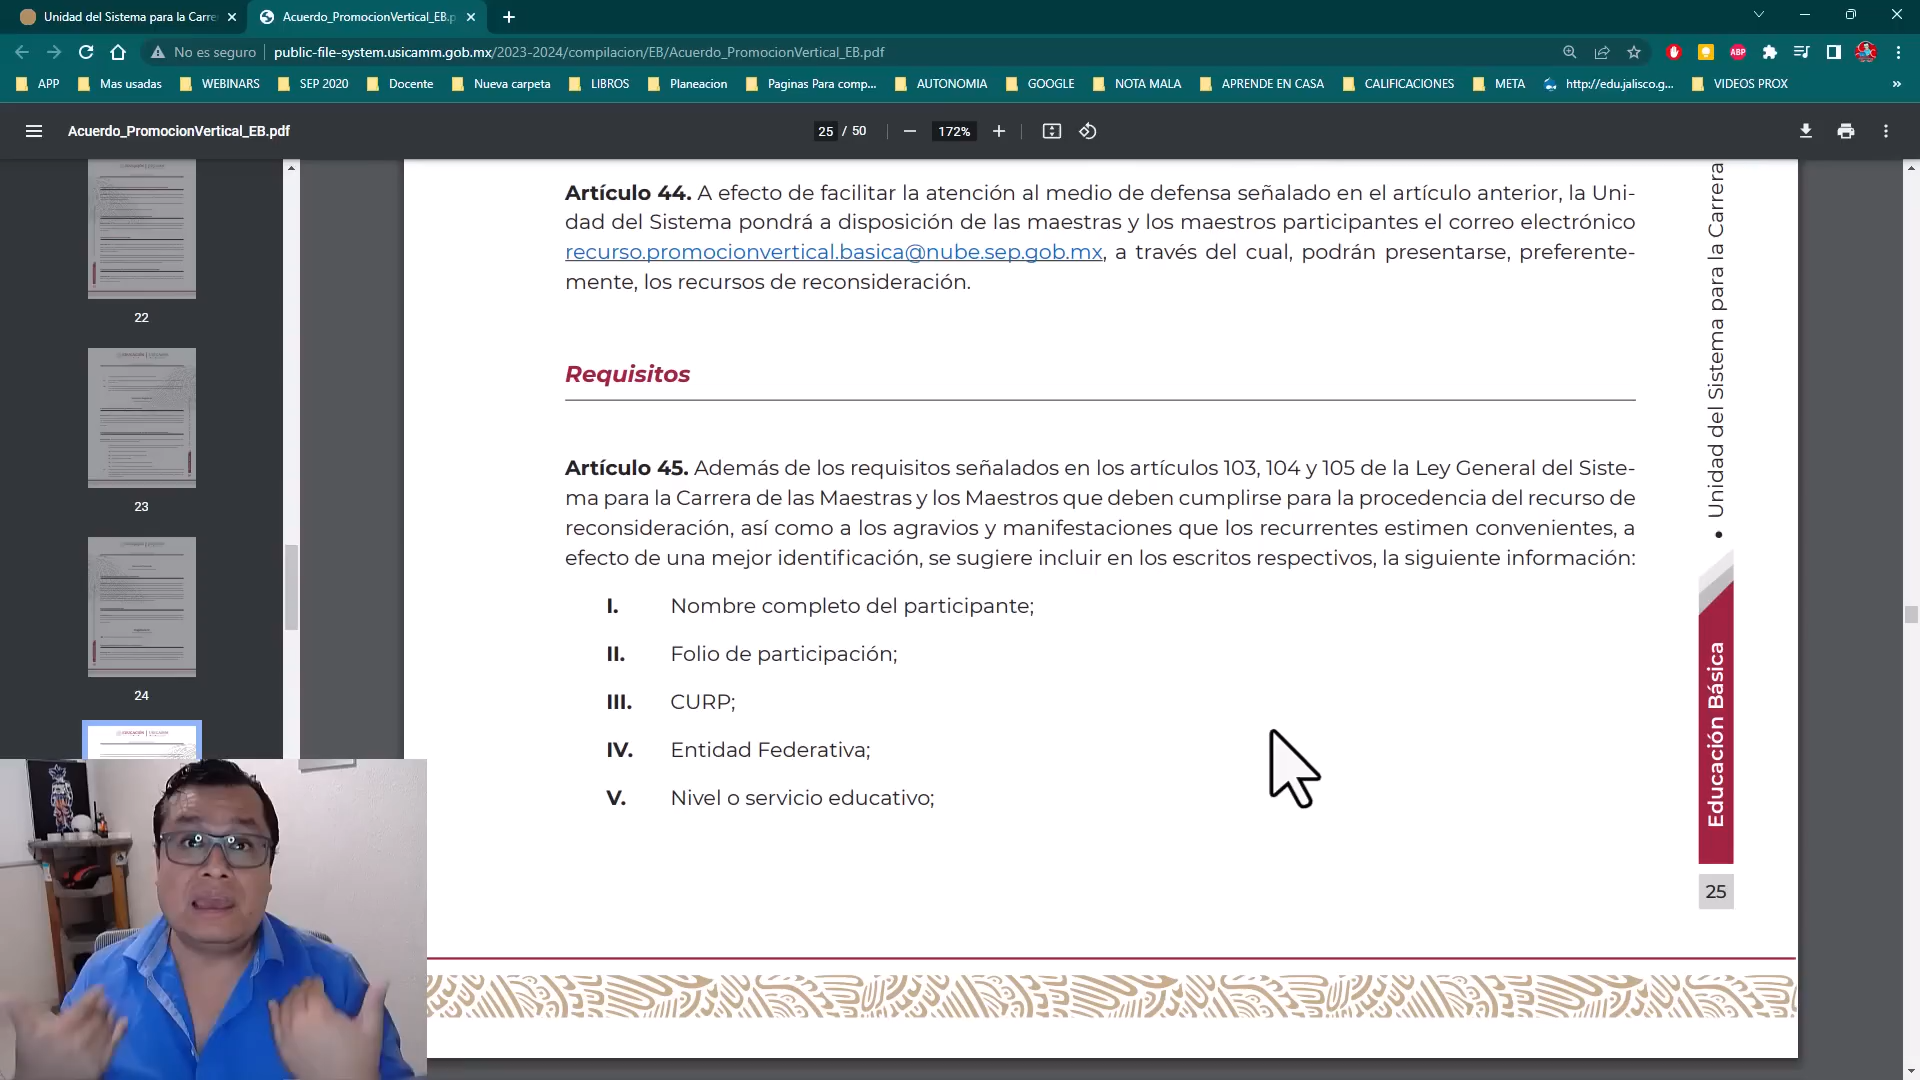 Unidad del Sistema para la Carre
Acuerdo_PromocionVertical_EB.p
No es seguro
public-file-system.usicamm.gob.mx/2023-2024/compilacion/EB/Acuerdo_PromocionVertical_EB.pdf
ABP
APP
Mas usadas
WEBINARS
SEP 2020
Docente
Nueva carpeta
LIBROS
Planeacion
Paginas Para comp...
AUTONOMIA
GOOGLE
NOTA MALA
APRENDE EN CASA
CALIFICACIONES
META
http://edu.jalisco.g...
VIDEOS PROX
»
Acuerdo_PromocionVertical_EB.pdf
25 / 50
172%
22
23
24
Artículo 44. A efecto de facilitar la atención al medio de defensa señalado en el artículo anterior, la Uni-
dad del Sistema pondrá a disposición de las maestras y los maestros participantes el correo electrónico
recurso.promocionvertical.basica@nube.sep.gob.mx, a través del cual, podrán presentarse, preferente-
mente, los recursos de reconsideración.
Requisitos
Artículo 45. Además de los requisitos señalados en los artículos 103, 104 y 105 de la Ley General del Siste-
ma para la Carrera de las Maestras y los Maestros que deben cumplirse para la procedencia del recurso de
reconsideración, así como a los agravios y manifestaciones que los recurrentes estimen convenientes, a
efecto de una mejor identificación, se sugiere incluir en los escritos respectivos, la siguiente información:
I. Nombre completo del participante;
II. Folio de participación;
III. CURP;
IV. Entidad Federativa;
V. Nivel o servicio educativo;
Educación Básica • Unidad del Sistema para la Carrera
25